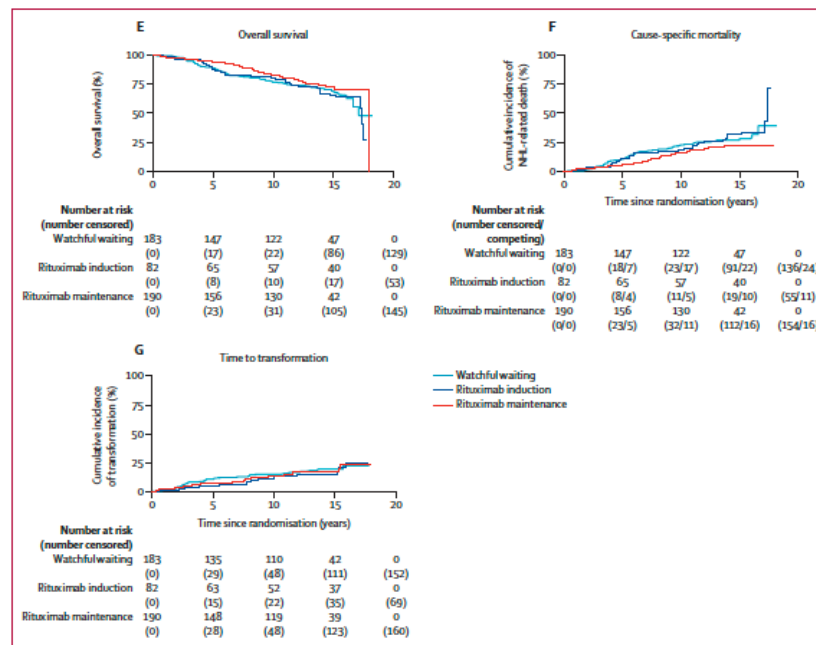 E
Overall survival
100
75
50
25
0
Overall survival (%)
0 5 10 15 20
Number at risk
(number censored)
Watchful waiting 183 147 122 47 0
(0) (17) (22) (86) (129)
Rituximab induction 82 65 57 40 0
(0) (8) (10) (17) (53)
Rituximab maintenance 190 156 130 42 0
(0) (23) (31) (105) (145)
F
Cause-specific mortality
100
75
50
25
0
Cumulative incidence of
NHL-related death (%)
0 5 10 15 20
Time since randomisation (years)
Number at risk
(number censored/
competing)
Watchful waiting 183 147 122 47 0
(0/0) (18/7) (23/17) (91/22) (136/24)
Rituximab induction 82 65 57 40 0
(0/0) (8/4) (11/5) (19/10) (55/11)
Rituximab maintenance 190 156 130 42 0
(0/0) (23/5) (32/11) (112/16) (154/16)
G
Time to transformation
100
75
50
25
0
Cumulative incidence
of transformation (%)
0 5 10 15 20
Time since randomisation (years)
Watchful waiting
Rituximab induction
Rituximab maintenance
Number at risk
(number censored)
Watchful waiting 183 135 110 42 0
(0) (29) (48) (111) (152)
Rituximab induction 82 63 52 37 0
(0) (15) (22) (35) (69)
Rituximab maintenance 190 148 119 39 0
(0) (28) (48) (123) (160)